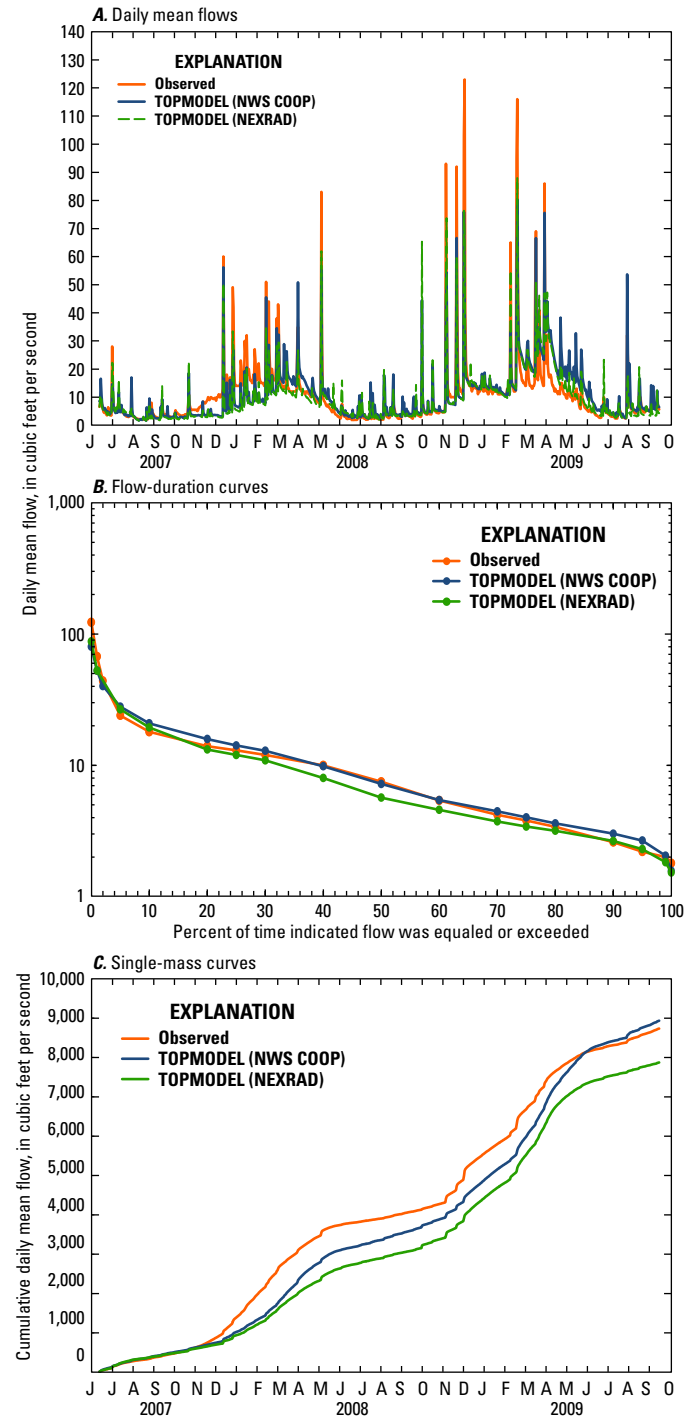 A. Daily mean flows
140
130
120
110
100
90
80
70
60
50
40
30
20
10
0
EXPLANATION
Observed
TOPMODEL (NWS COOP)
TOPMODEL (NEXRAD)
J J A S O N D J F M A M J J A S O N D J F M A M J J A S O
2007 2008 2009
Daily mean flow, in cubic feet per second
B. Flow-duration curves
1,000
100
10
1
EXPLANATION
Observed
TOPMODEL (NWS COOP)
TOPMODEL (NEXRAD)
0 10 20 30 40 50 60 70 80 90 100
Percent of time indicated flow was equaled or exceeded
C. Single-mass curves
Cumulative daily mean flow, in cubic feet per second
10,000
9,000
8,000
7,000
6,000
5,000
4,000
3,000
2,000
1,000
0
EXPLANATION
Observed
TOPMODEL (NWS COOP)
TOPMODEL (NEXRAD)
J J A S O N D J F M A M J J A S O N D J F M A M J J A S O
2007 2008 2009